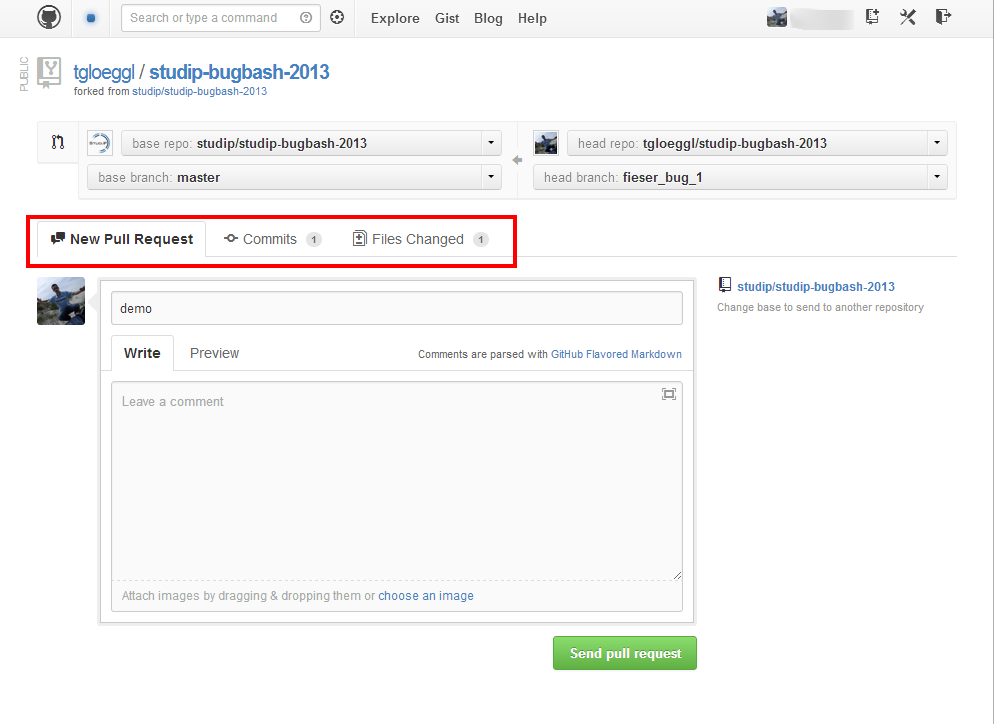 Search or type a command
Explore Gist Blog Help
PUBLIC
tgloeggl / studip-bugbash-2013
forked from studip/studip-bugbash-2013
base repo: studip/studip-bugbash-2013
head repo: tgloeggl/studip-bugbash-2013
base branch: master
head branch: fieser_bug_1
New Pull Request Commits 1 Files Changed 1
studip/studip-bugbash-2013
Change base to send to another repository
demo
Write Preview Comments are parsed with GitHub Flavored Markdown
Leave a comment
Attach images by dragging & dropping them or choose an image
Send pull request